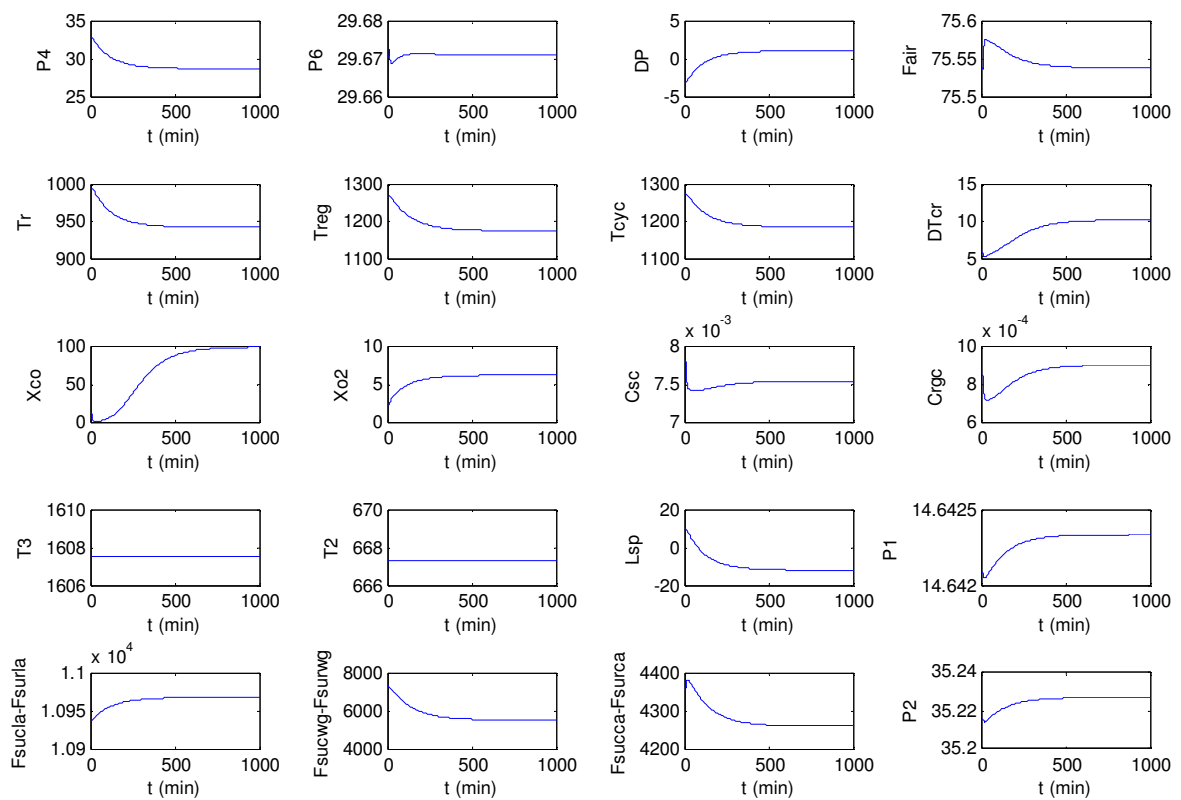 P4
35
30
25
0 500 1000
t (min)
P6
29.68
29.67
29.66
0 500 1000
t (min)
DP
5
0
-5
0 500 1000
t (min)
Fair
75.6
75.55
75.5
0 500 1000
t (min)
Tr
1000
950
900
0 500 1000
t (min)
Treg
1300
1200
1100
0 500 1000
t (min)
Tcyc
1300
1200
1100
0 500 1000
t (min)
DTcr
15
10
5
0 500 1000
t (min)
Xco
100
50
0
0 500 1000
t (min)
Xo2
10
5
0
0 500 1000
t (min)
x 10^-3
Csc
8
7.5
7
0 500 1000
t (min)
x 10^-4
Crgc
10
8
6
0 500 1000
t (min)
T3
1610
1608
1606
0 500 1000
t (min)
T2
670
668
666
0 500 1000
t (min)
Lsp
20
0
-20
0 500 1000
t (min)
P1
14.6425
14.642
0 500 1000
t (min)
x 10^4
Fsucla-Fsurla
1.1
1.095
1.09
0 500 1000
t (min)
Fsucwg-Fsurwg
8000
6000
4000
0 500 1000
t (min)
Fsucca-Fsurca
4400
4300
4200
0 500 1000
t (min)
P2
35.24
35.22
35.2
0 500 1000
t (min)